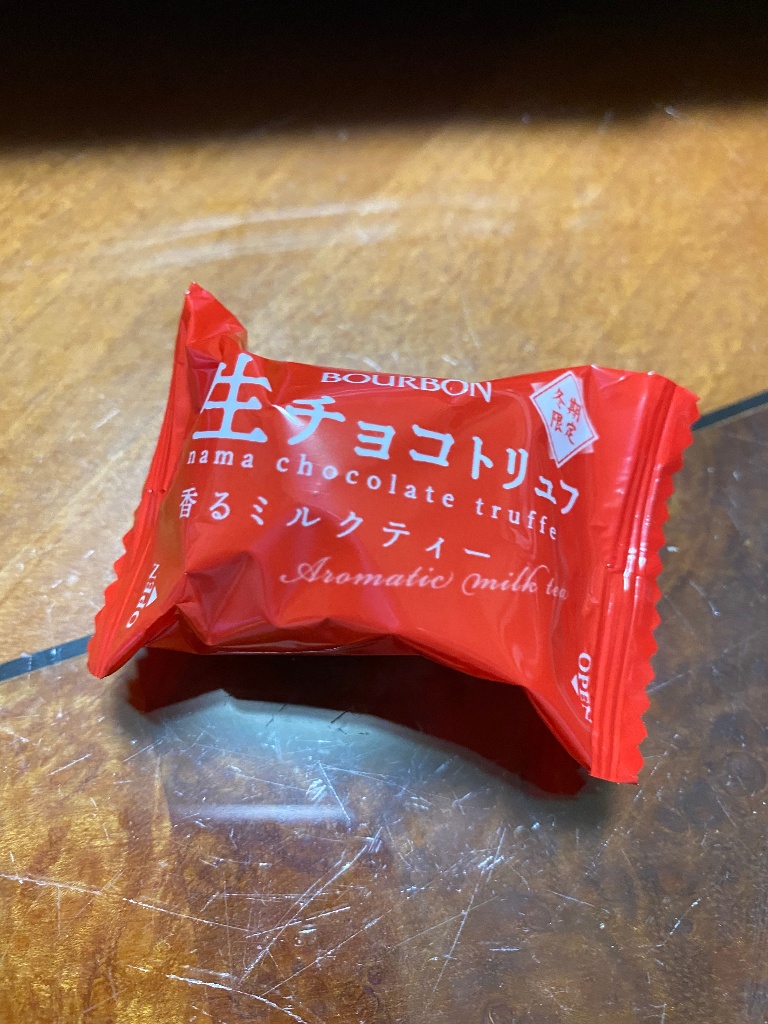 BOURBON
冬期
限定
生チョコトリュフ
nama chocolate truffe
香るミルクティー
Aromatic milk tea
OPEN
OPEN